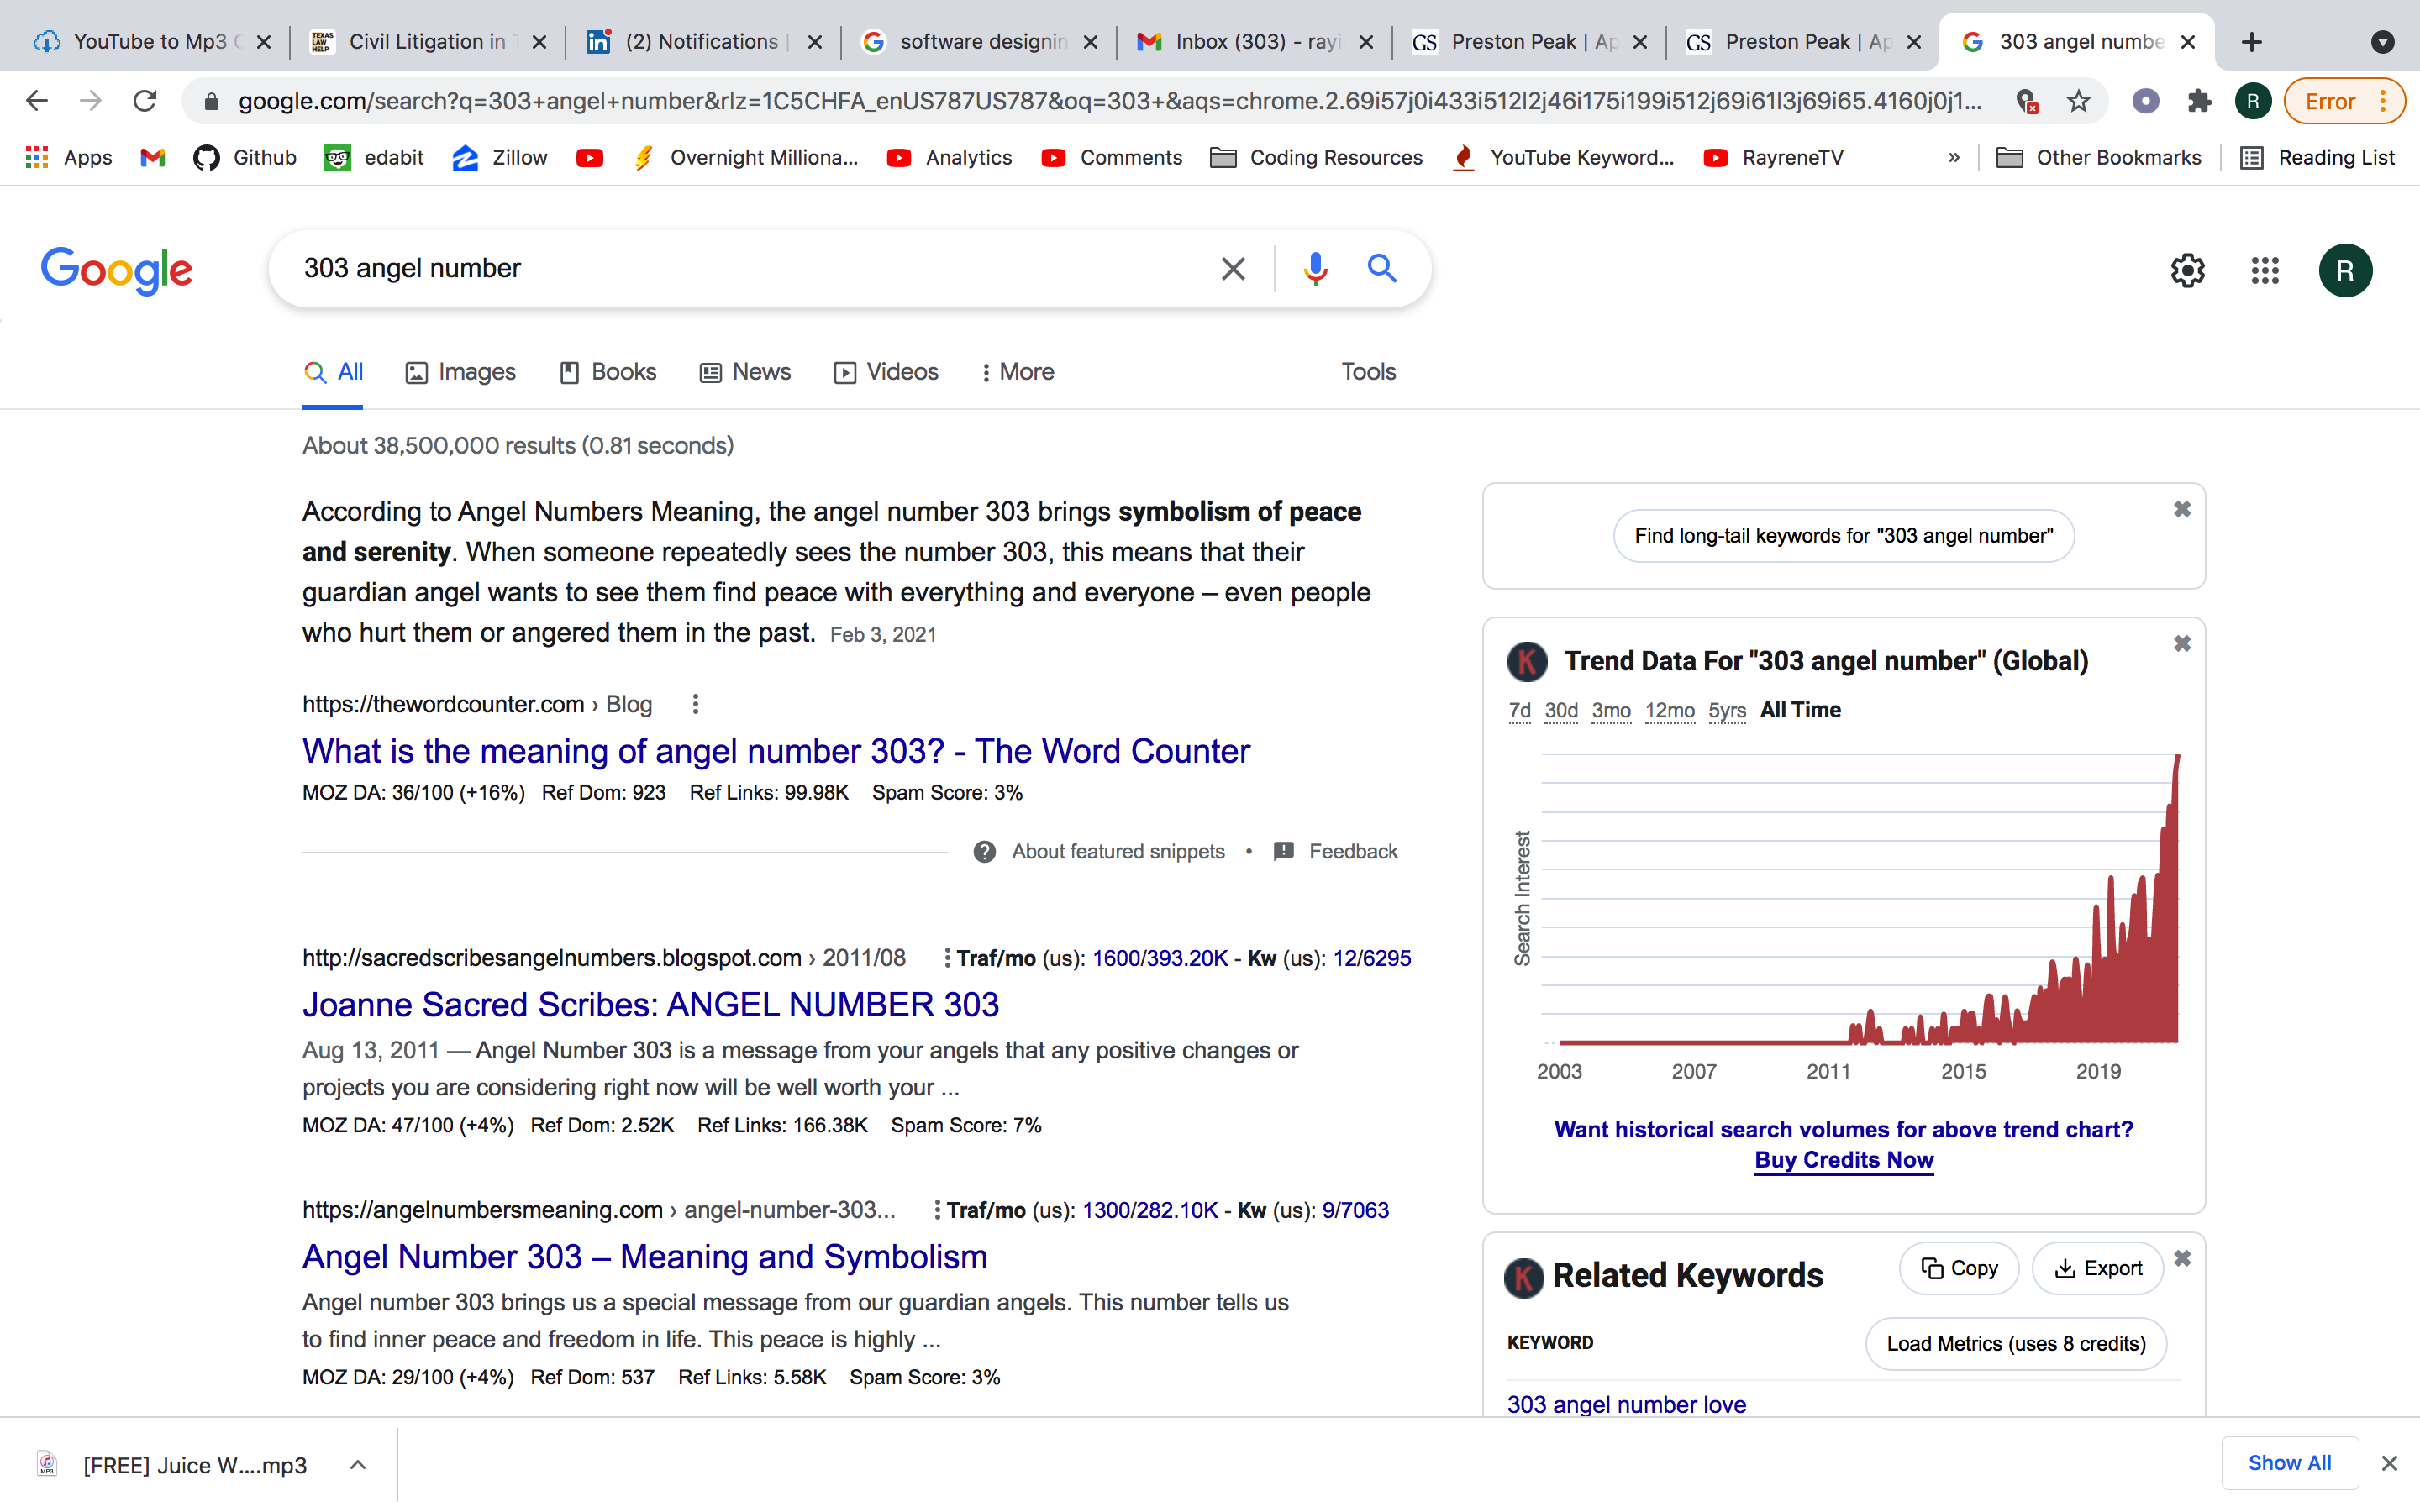 YouTube to Mp3 C
TEXAS LAW HELP
Civil Litigation in T
in
(2) Notifications |
software designin
Inbox (303) - rayi
GS
Preston Peak | Ap
GS
Preston Peak | Ap
303 angel numbe
google.com/search?q=303+angel+number&rlz=1C5CHFA_enUS787US787&oq=303+&aqs=chrome.2.69i57j0i433i512l2j46i175i199i512j69i61l3j69i65.4160j0j1...
R
Error
Apps
Github
edabit
Zillow
Overnight Milliona...
Analytics
Comments
Coding Resources
YouTube Keyword...
RayreneTV
»
Other Bookmarks
Reading List
Google
303 angel number
R
All
Images
Books
News
Videos
More
Tools
About 38,500,000 results (0.81 seconds)
According to Angel Numbers Meaning, the angel number 303 brings symbolism of peace
and serenity. When someone repeatedly sees the number 303, this means that their
guardian angel wants to see them find peace with everything and everyone – even people
who hurt them or angered them in the past. Feb 3, 2021
https://thewordcounter.com › Blog
What is the meaning of angel number 303? - The Word Counter
MOZ DA: 36/100 (+16%) Ref Dom: 923 Ref Links: 99.98K Spam Score: 3%
About featured snippets • Feedback
http://sacredscribesangelnumbers.blogspot.com › 2011/08
Traf/mo (us): 1600/393.20K - Kw (us): 12/6295
Joanne Sacred Scribes: ANGEL NUMBER 303
Aug 13, 2011 — Angel Number 303 is a message from your angels that any positive changes or
projects you are considering right now will be well worth your ...
MOZ DA: 47/100 (+4%) Ref Dom: 2.52K Ref Links: 166.38K Spam Score: 7%
https://angelnumbersmeaning.com › angel-number-303...
Traf/mo (us): 1300/282.10K - Kw (us): 9/7063
Angel Number 303 – Meaning and Symbolism
Angel number 303 brings us a special message from our guardian angels. This number tells us
to find inner peace and freedom in life. This peace is highly ...
MOZ DA: 29/100 (+4%) Ref Dom: 537 Ref Links: 5.58K Spam Score: 3%
Find long-tail keywords for "303 angel number"
K
Trend Data For "303 angel number" (Global)
7d 30d 3mo 12mo 5yrs All Time
Search Interest
2003 2007 2011 2015 2019
Want historical search volumes for above trend chart?
Buy Credits Now
K
Related Keywords
Copy
Export
KEYWORD
Load Metrics (uses 8 credits)
303 angel number love
MP3
[FREE] Juice W....mp3
Show All